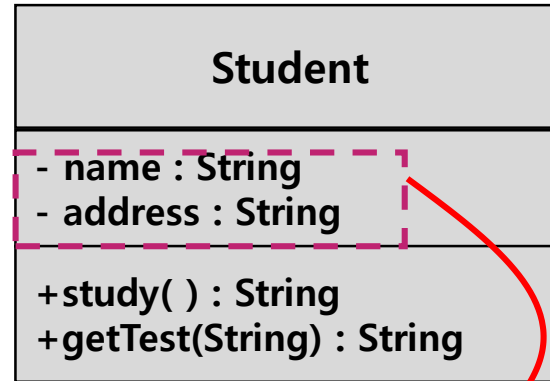 Student
- name : String
- address : String
+study( ) : String
+getTest(String) : String